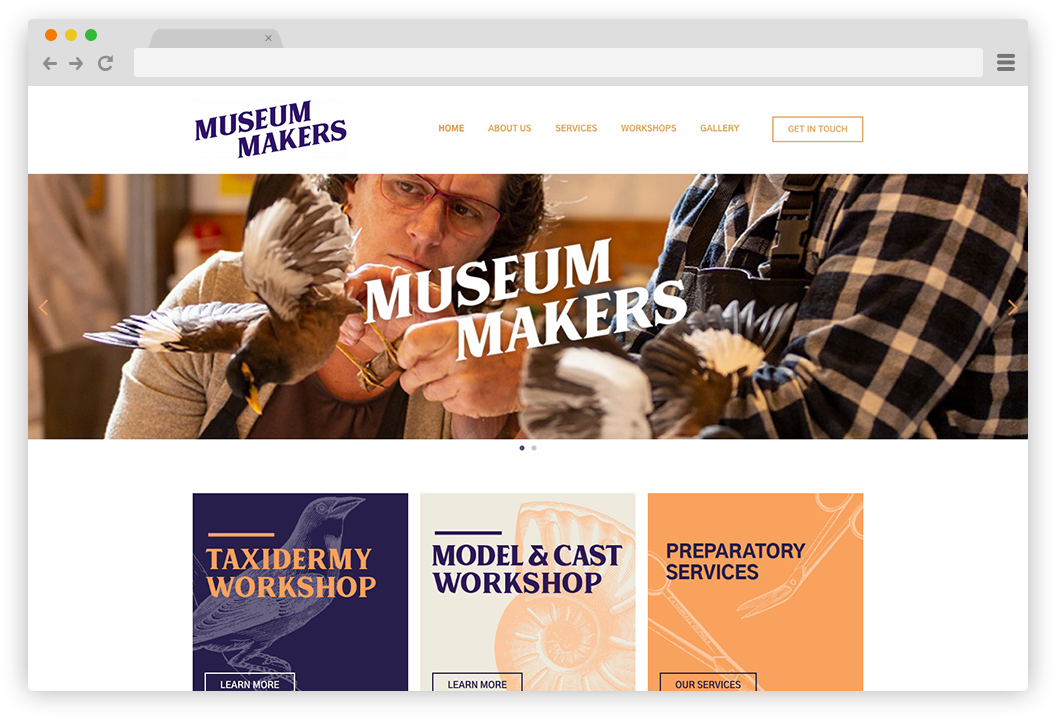 MUSEUM
MAKERS
HOME ABOUT US SERVICES WORKSHOPS GALLERY GET IN TOUCH
MUSEUM
MAKERS
TAXIDERMY
WORKSHOP
LEARN MORE
MODEL & CAST
WORKSHOP
LEARN MORE
PREPARATORY
SERVICES
OUR SERVICES